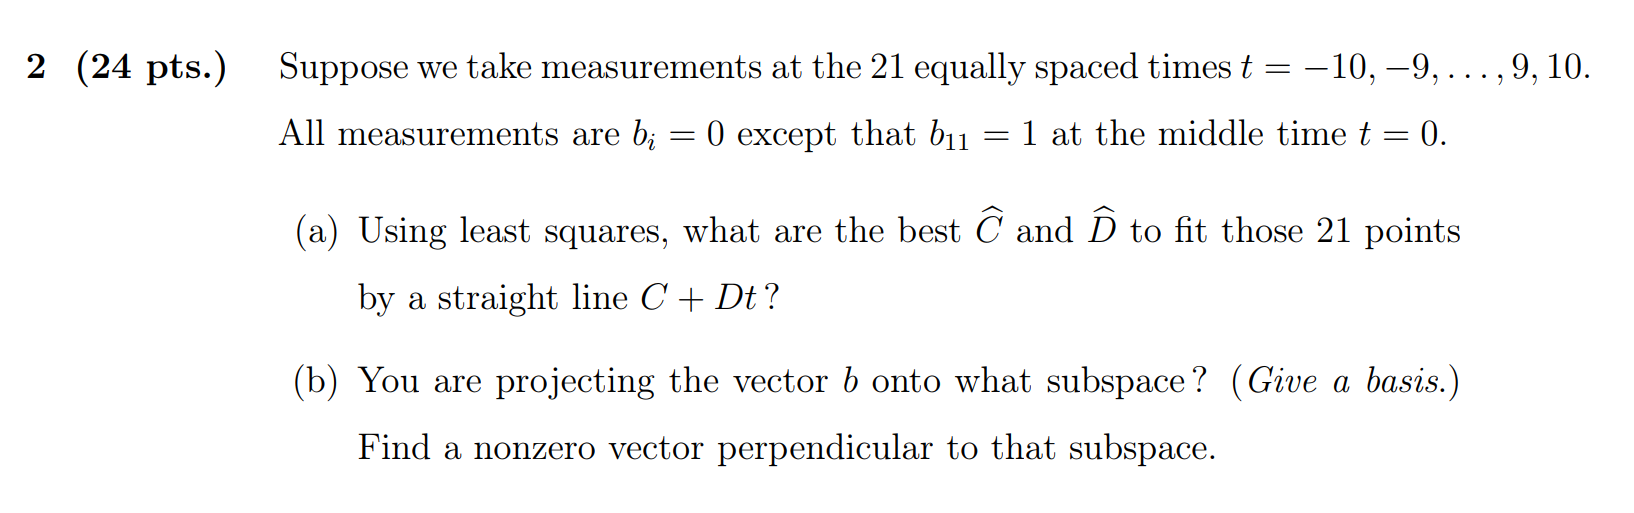 2 (24 pts.) Suppose we take measurements at the 21 equally spaced times t = −10, −9, . . . , 9, 10.
All measurements are bᵢ = 0 except that b₁₁ = 1 at the middle time t = 0.
(a) Using least squares, what are the best Ĉ and D̂ to fit those 21 points
by a straight line C + Dt ?
(b) You are projecting the vector b onto what subspace ? (Give a basis.)
Find a nonzero vector perpendicular to that subspace.